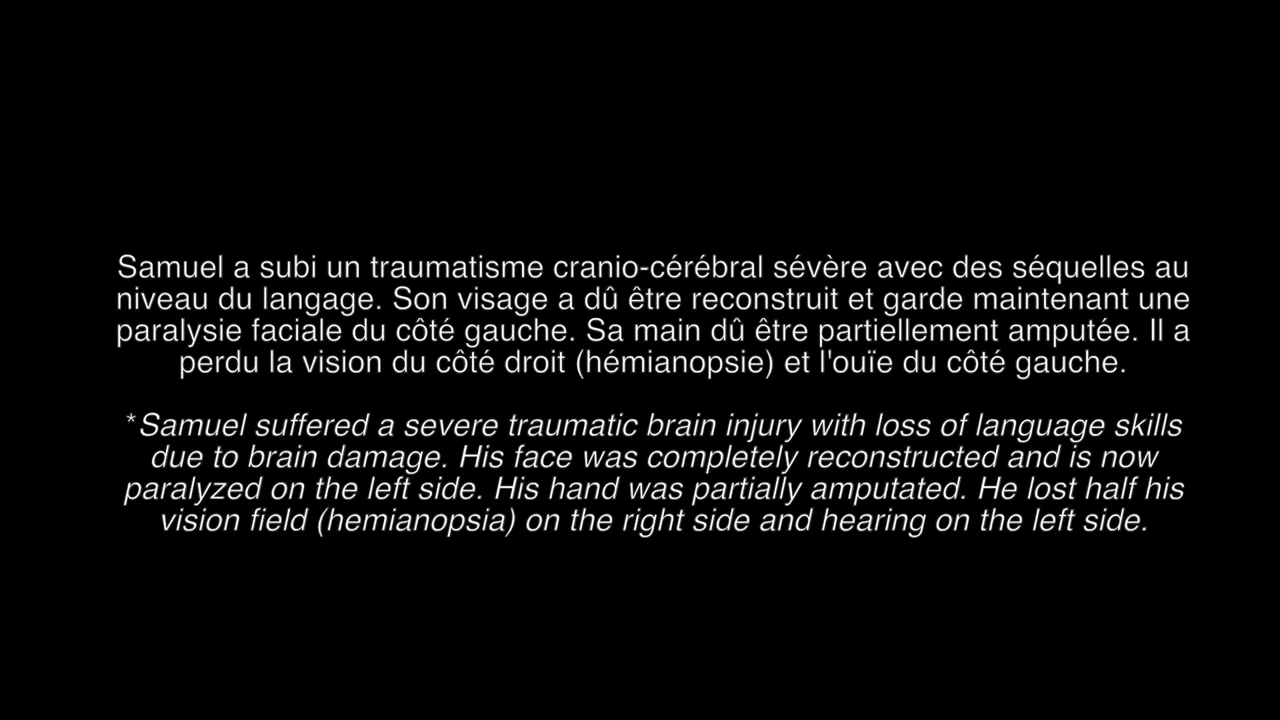 Samuel a subi un traumatisme cranio-cérébral sévère avec des séquelles au
niveau du langage. Son visage a dû être reconstruit et garde maintenant une
paralysie faciale du côté gauche. Sa main dû être partiellement amputée. Il a
perdu la vision du côté droit (hémianopsie) et l'ouïe du côté gauche.
*Samuel suffered a severe traumatic brain injury with loss of language skills
due to brain damage. His face was completely reconstructed and is now
paralyzed on the left side. His hand was partially amputated. He lost half his
vision field (hemianopsia) on the right side and hearing on the left side.